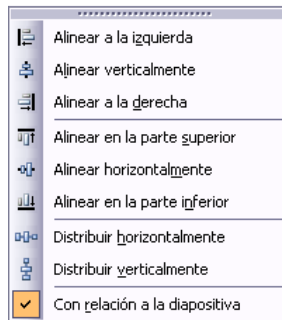 Alinear a la izquierda
Alinear verticalmente
Alinear a la derecha
Alinear en la parte superior
Alinear horizontalmente
Alinear en la parte inferior
Distribuir horizontalmente
Distribuir verticalmente
Con relación a la diapositiva